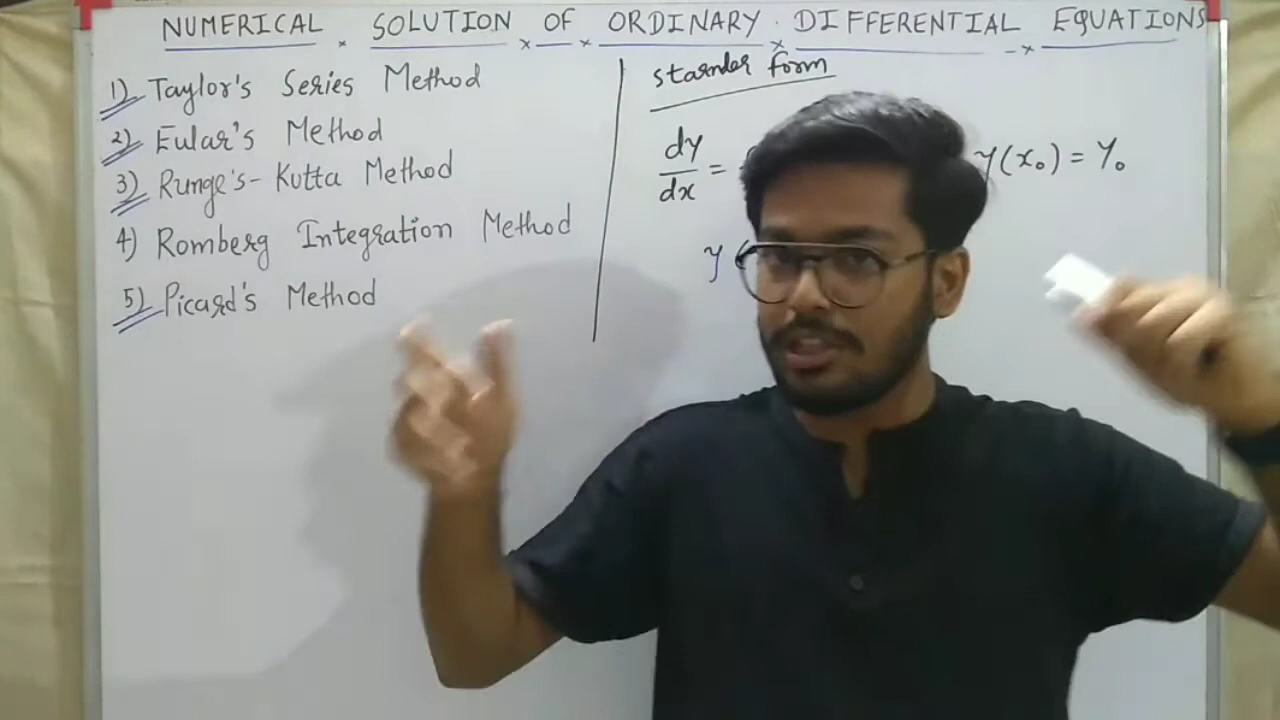 NUMERICAL SOLUTION OF ORDINARY DIFFERENTIAL EQUATIONS
1) Taylor's Series Method
2) Eular's Method
3) Runge's-Kutta Method
4) Romberg Integration Method
5) Picard's Method
starnder form
dy/dx = y(x₀) = y₀
y(